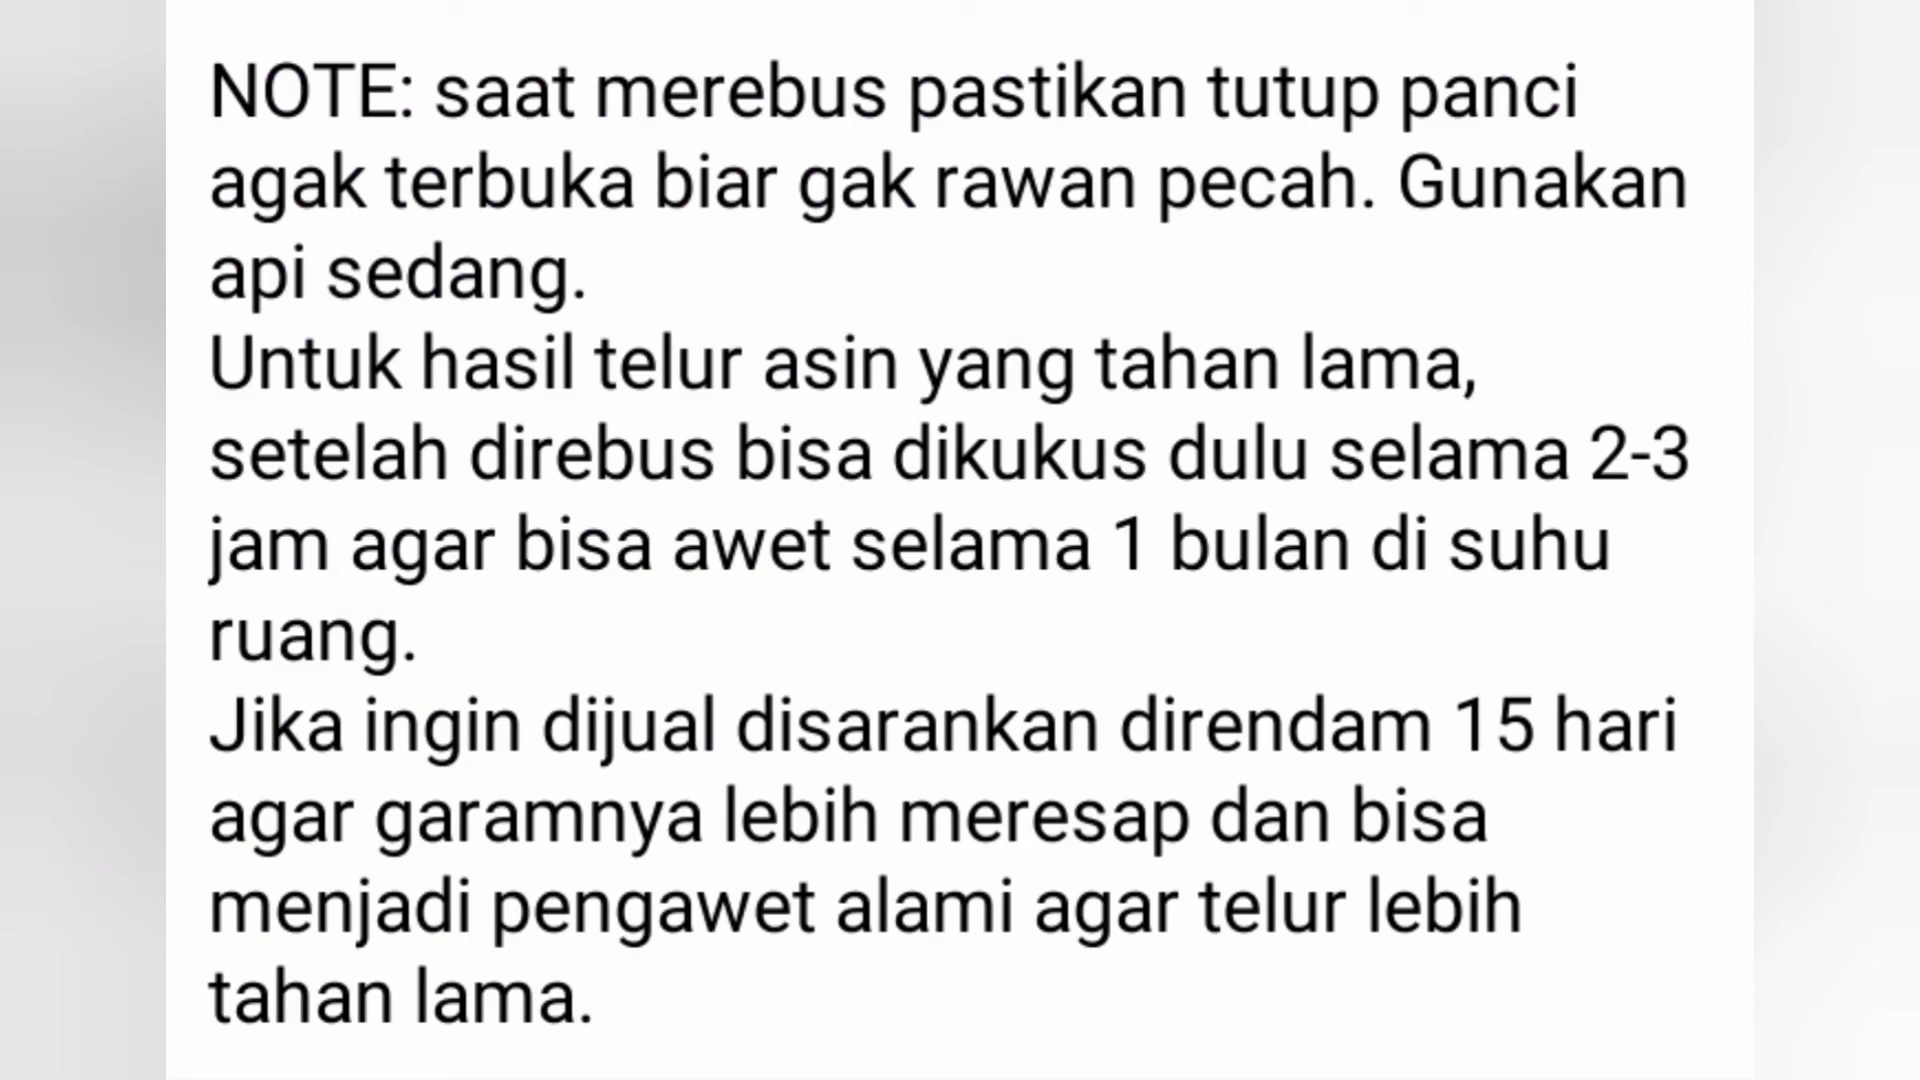 NOTE: saat merebus pastikan tutup panci
agak terbuka biar gak rawan pecah. Gunakan
api sedang.
Untuk hasil telur asin yang tahan lama,
setelah direbus bisa dikukus dulu selama 2-3
jam agar bisa awet selama 1 bulan di suhu
ruang.
Jika ingin dijual disarankan direndam 15 hari
agar garamnya lebih meresap dan bisa
menjadi pengawet alami agar telur lebih
tahan lama.